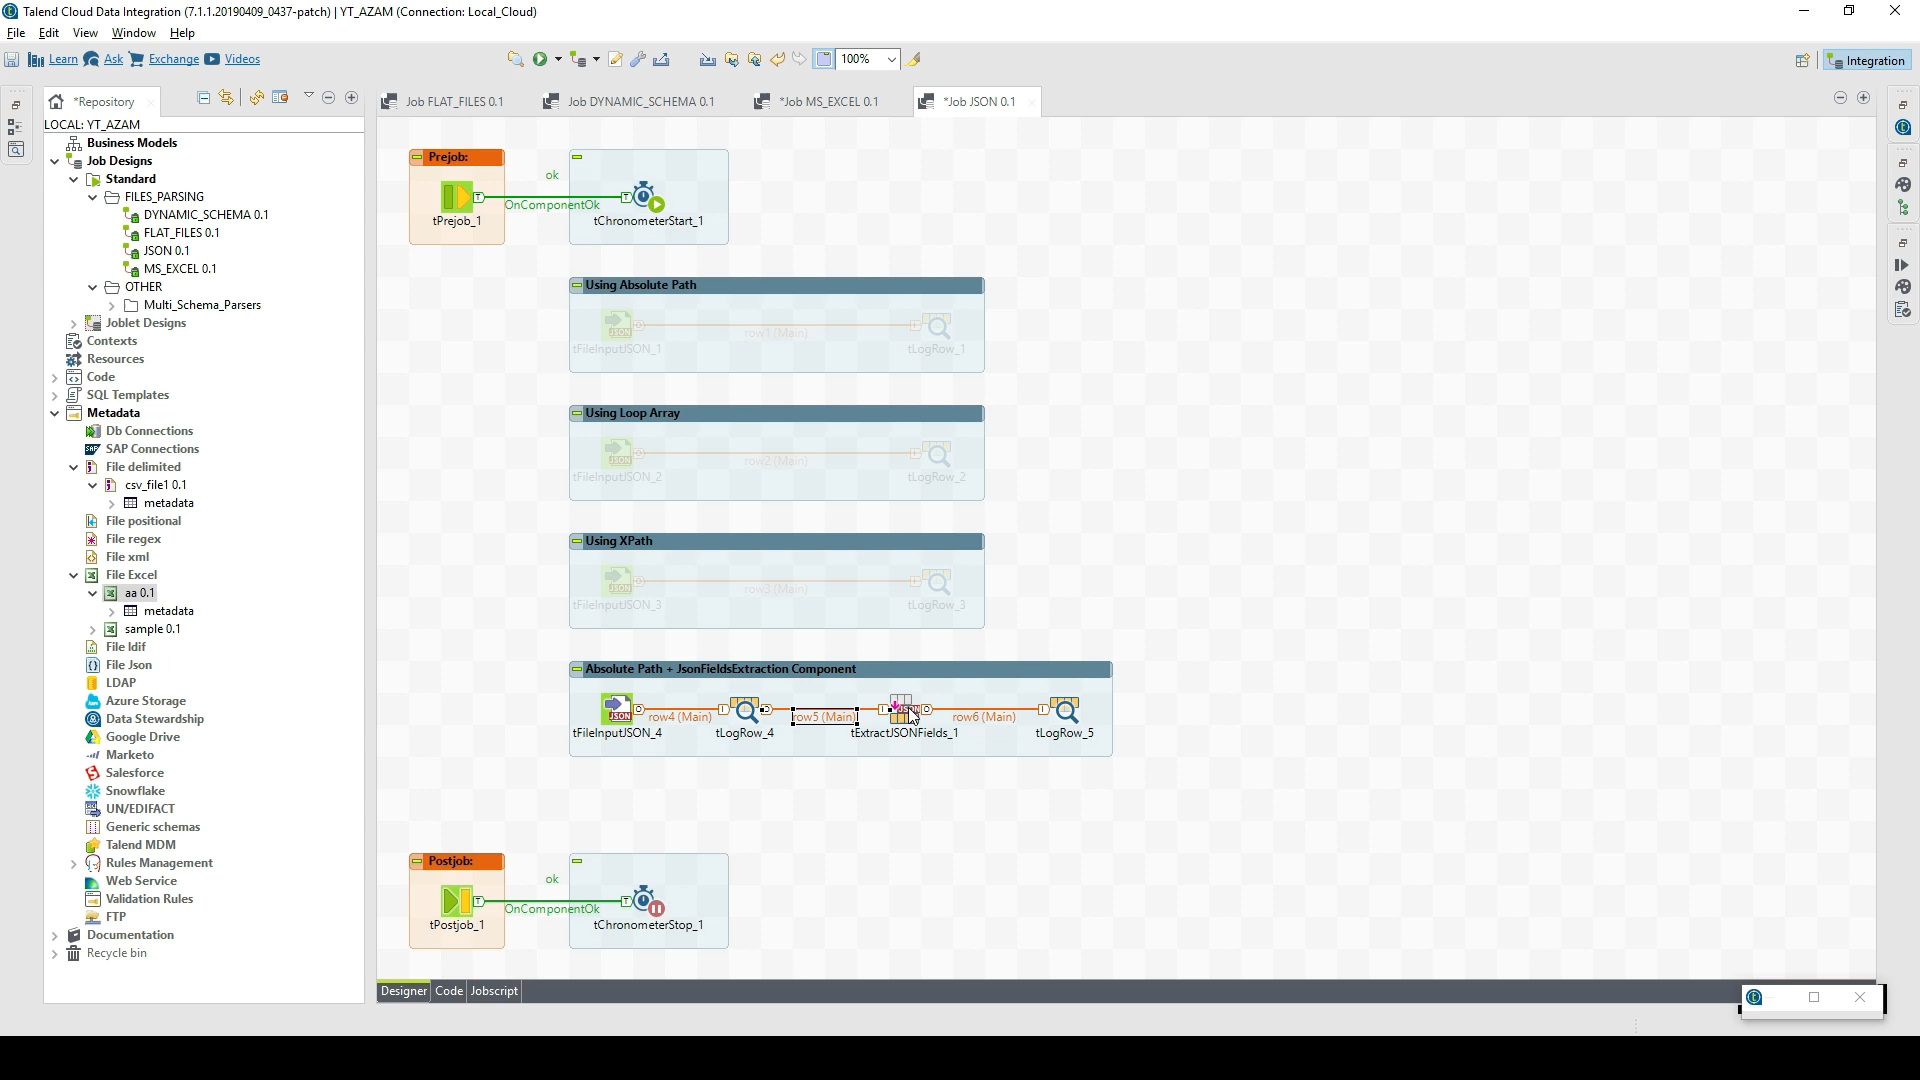 Talend Cloud Data Integration (7.1.1.20190409_0437-patch) | YT_AZAM (Connection: Local_Cloud)
File Edit View Window Help
Learn Ask Exchange Videos 100% Integration
*Repository
Job FLAT_FILES 0.1 Job DYNAMIC_SCHEMA 0.1 *Job MS_EXCEL 0.1 *Job JSON 0.1
LOCAL: YT_AZAM
Business Models
Job Designs
Standard
FILES_PARSING
DYNAMIC_SCHEMA 0.1
FLAT_FILES 0.1
JSON 0.1
MS_EXCEL 0.1
OTHER
Multi_Schema_Parsers
Joblet Designs
Contexts
Resources
Code
SQL Templates
Metadata
Db Connections
SAP Connections
File delimited
csv_file1 0.1
metadata
File positional
File regex
File xml
File Excel
aa 0.1
metadata
sample 0.1
File ldif
File Json
LDAP
Azure Storage
Data Stewardship
Google Drive
Marketo
Salesforce
Snowflake
UN/EDIFACT
Generic schemas
Talend MDM
Rules Management
Web Service
Validation Rules
FTP
Documentation
Recycle bin
Prejob:
ok
OnComponentOk
tPrejob_1
tChronometerStart_1
Using Absolute Path
row1 (Main)
tFileInputJSON_1
tLogRow_1
Using Loop Array
row2 (Main)
tFileInputJSON_2
tLogRow_2
Using XPath
row3 (Main)
tFileInputJSON_3
tLogRow_3
Absolute Path + JsonFieldsExtraction Component
row4 (Main) row5 (Main) row6 (Main)
tFileInputJSON_4 tLogRow_4 tExtractJSONFields_1 tLogRow_5
Postjob:
ok
OnComponentOk
tPostjob_1
tChronometerStop_1
Designer Code Jobscript